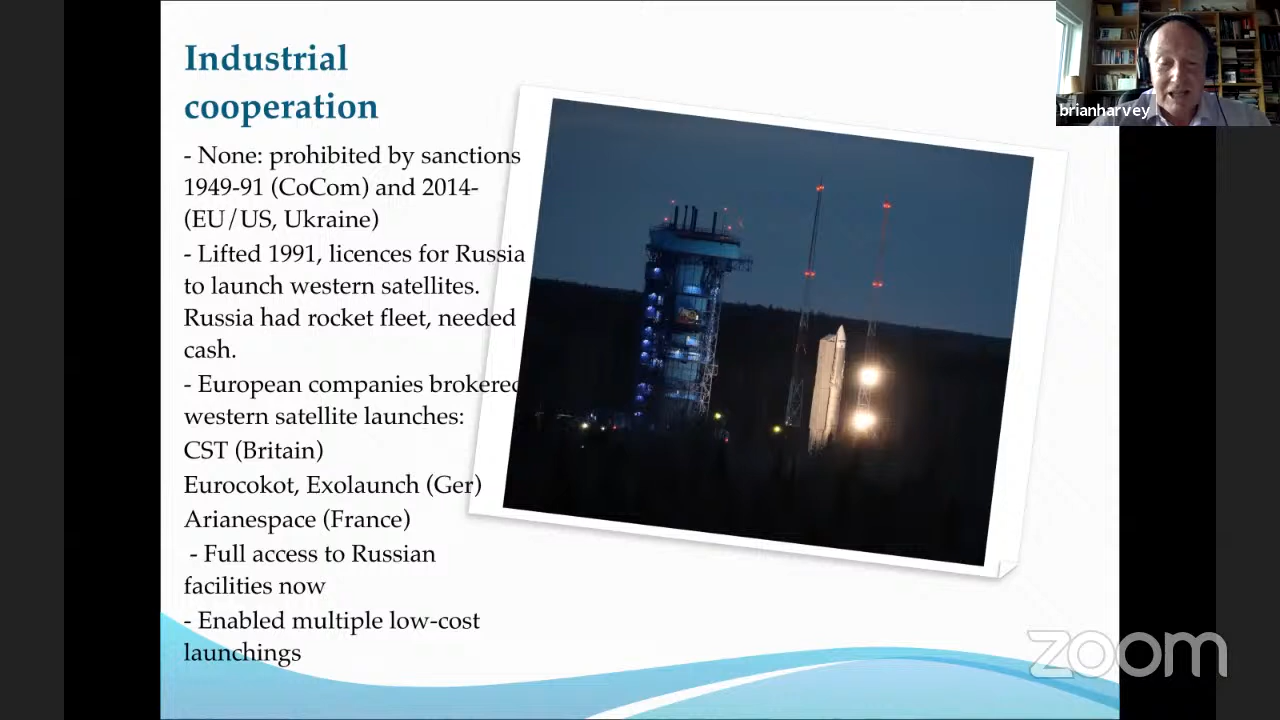 Industrial
cooperation
- None: prohibited by sanctions
1949-91 (CoCom) and 2014-
(EU/US, Ukraine)
- Lifted 1991, licences for Russia
to launch western satellites.
Russia had rocket fleet, needed
cash.
- European companies brokered
western satellite launches:
CST (Britain)
Eurocokot, Exolaunch (Ger)
Arianespace (France)
- Full access to Russian
facilities now
- Enabled multiple low-cost
launchings
brianharvey
zoom